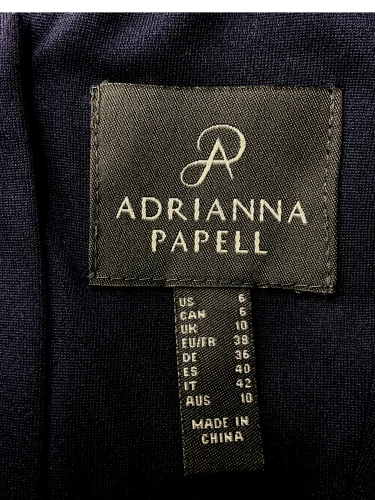 ADRIANNA
PAPELL
US 6
CAN 6
UK 10
EU/FR 38
DE 36
ES 40
IT 42
AUS 10
MADE IN
CHINA